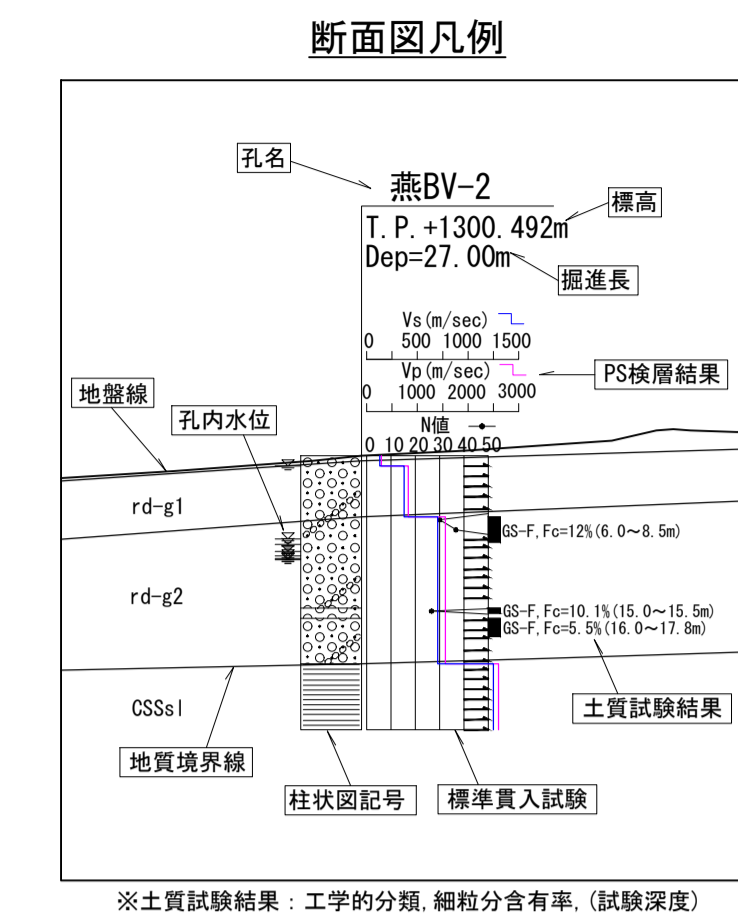 断面図凡例
孔名
燕BV-2
標高
T.P.+1300.492m
Dep=27.00m
掘進長
Vs(m/sec)
0 500 1000 1500
Vp(m/sec)
PS検層結果
0 1000 2000 3000
地盤線
孔内水位
N値
0 10 20 30 40 50
rd-g1
GS-F,Fc=12%(6.0～8.5m)
rd-g2
GS-F,Fc=10.1%(15.0～15.5m)
GS-F,Fc=5.5%(16.0～17.8m)
CSSsl
土質試験結果
地質境界線
柱状図記号
標準貫入試験
※土質試験結果：工学的分類,細粒分含有率,(試験深度)